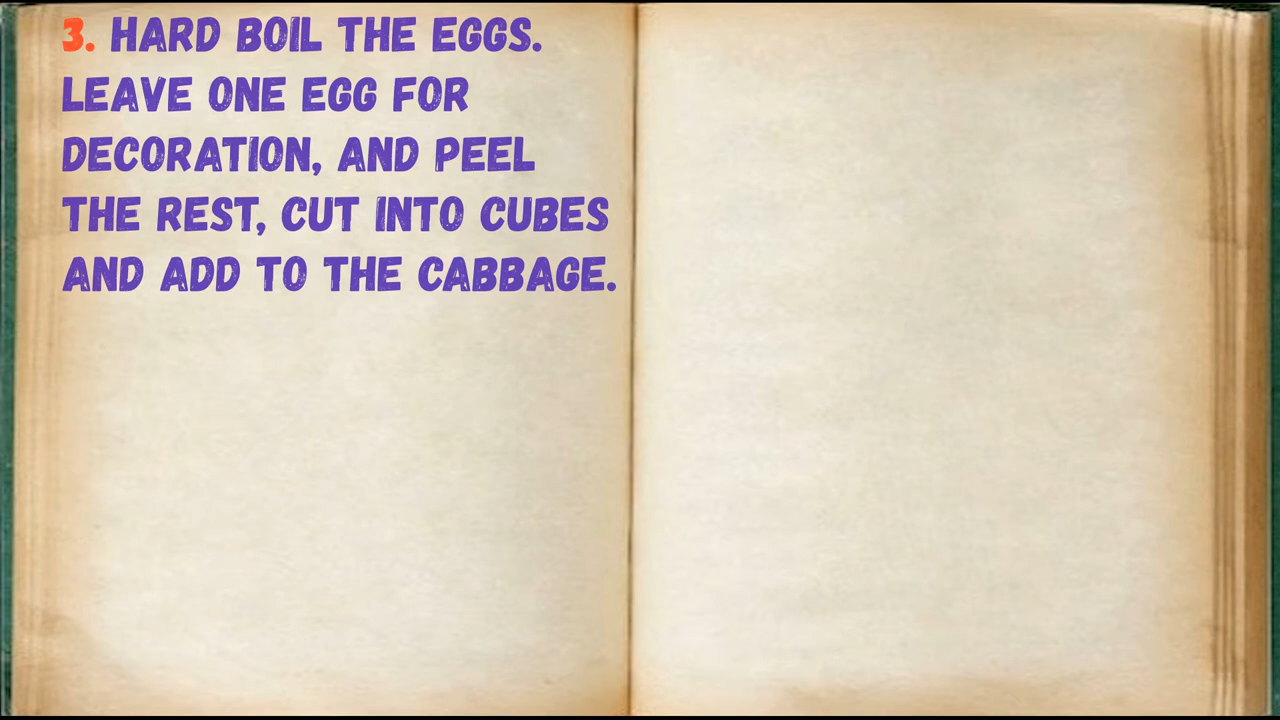 3. HARD BOIL THE EGGS.
LEAVE ONE EGG FOR
DECORATION, AND PEEL
THE REST, CUT INTO CUBES
AND ADD TO THE CABBAGE.